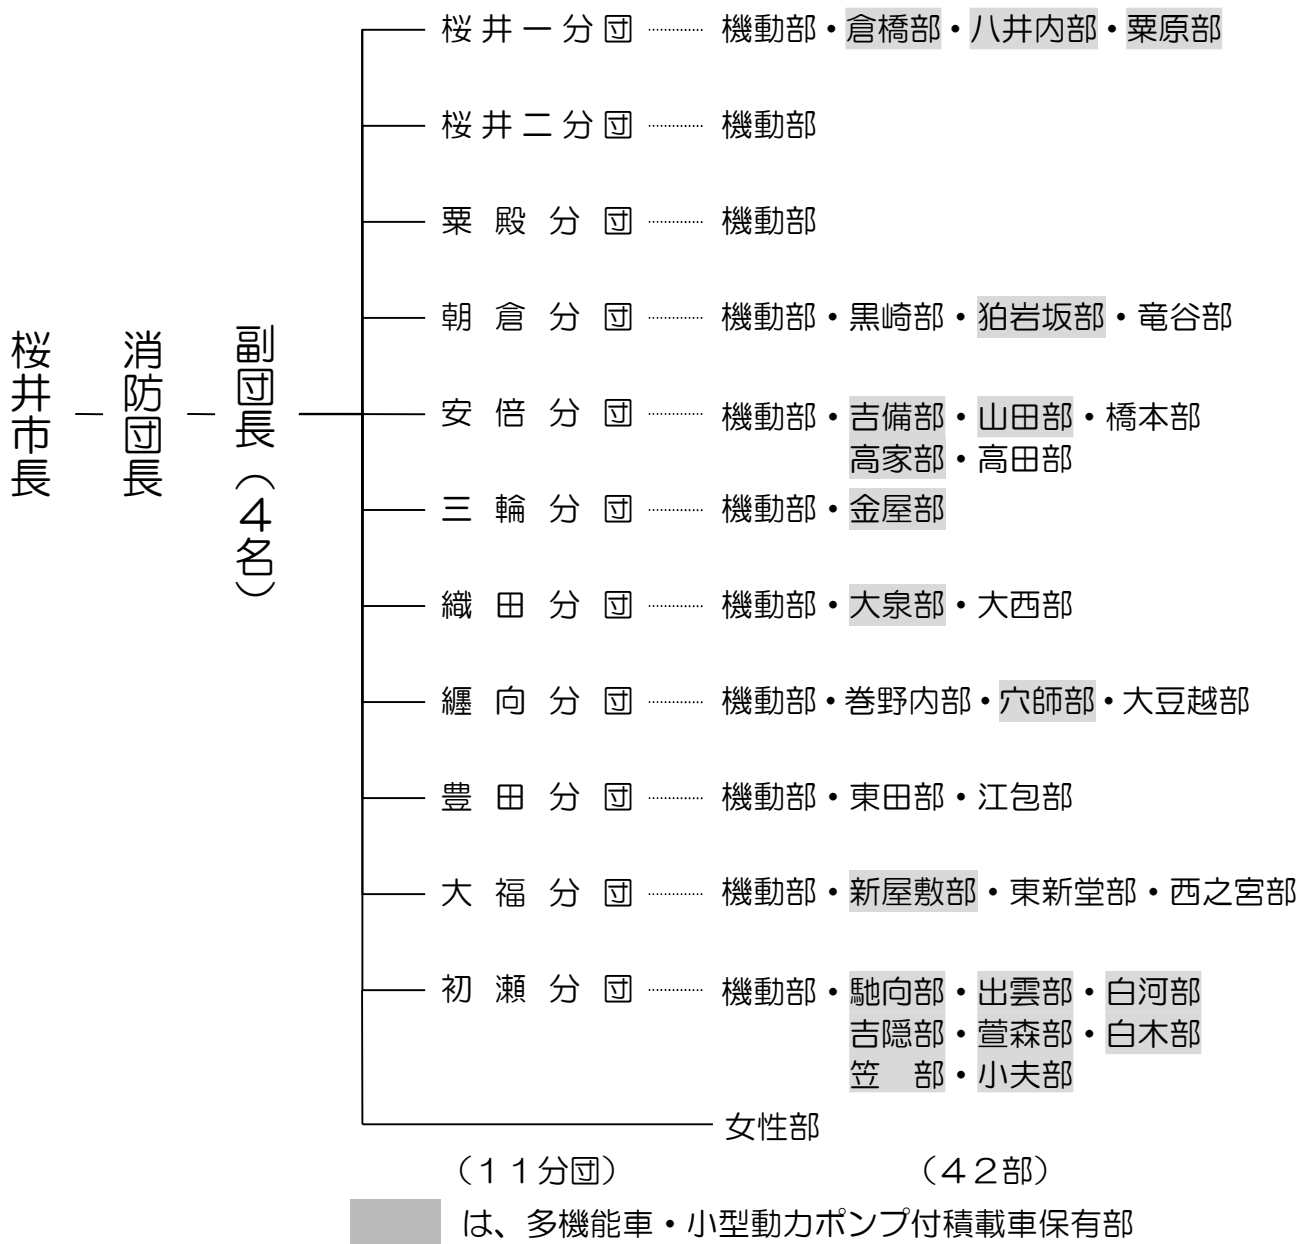 桜井市長 ― 消防団長 ― 副団長（４名）
桜井一分団 機動部・倉橋部・八井内部・粟原部
桜井二分団 機動部
粟殿分団 機動部
朝倉分団 機動部・黒崎部・狛岩坂部・竜谷部
安倍分団 機動部・吉備部・山田部・橋本部
高家部・高田部
三輪分団 機動部・金屋部
織田分団 機動部・大泉部・大西部
纒向分団 機動部・巻野内部・穴師部・大豆越部
豊田分団 機動部・東田部・江包部
大福分団 機動部・新屋敷部・東新堂部・西之宮部
初瀬分団 機動部・馳向部・出雲部・白河部
吉隠部・萱森部・白木部
笠　部・小夫部
女性部
（１１分団） （４２部）
は、多機能車・小型動力ポンプ付積載車保有部